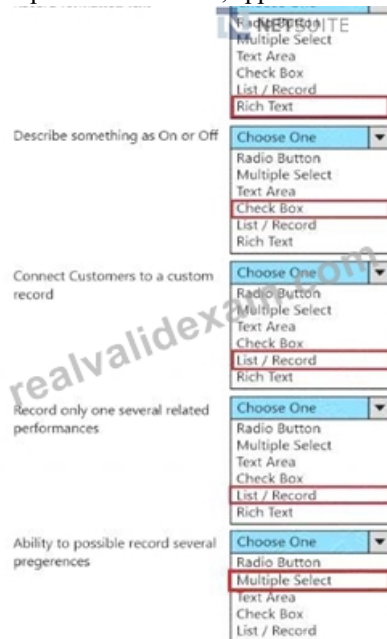 NETSUITE
Multiple Select
Text Area
Check Box
List / Record
Rich Text
Describe something as On or Off
Choose One
Radio Button
Multiple Select
Text Area
Check Box
List / Record
Rich Text
Connect Customers to a custom
record
Choose One
Radio Button
Multiple Select
Text Area
Check Box
List / Record
Rich Text
realvalidexam.com
Record only one several related
performances
Choose One
Radio Button
Multiple Select
Text Area
Check Box
List / Record
Rich Text
Ability to possible record several
pregerences
Choose One
Radio Button
Multiple Select
Text Area
Check Box
List / Record